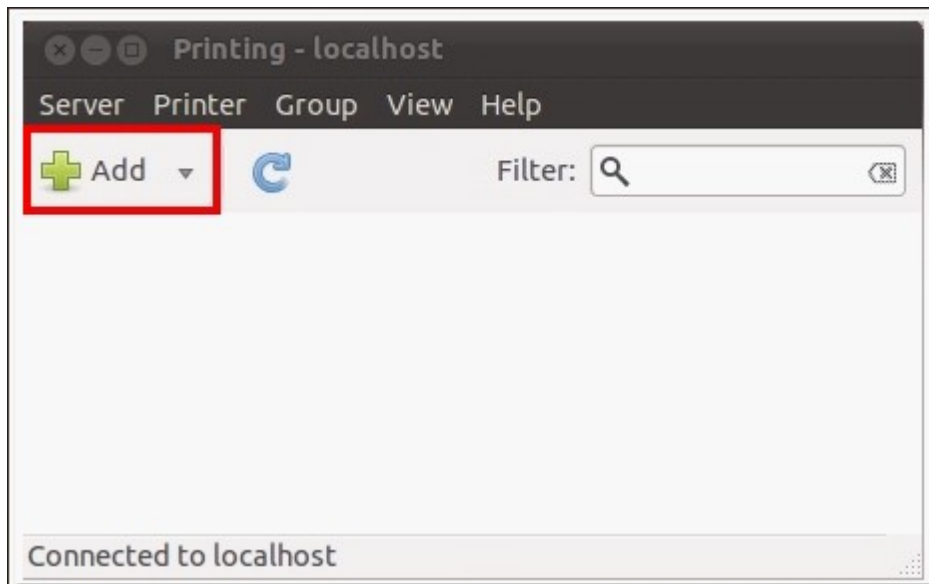 Printing - localhost
Server Printer Group View Help
Add Filter:
Connected to localhost